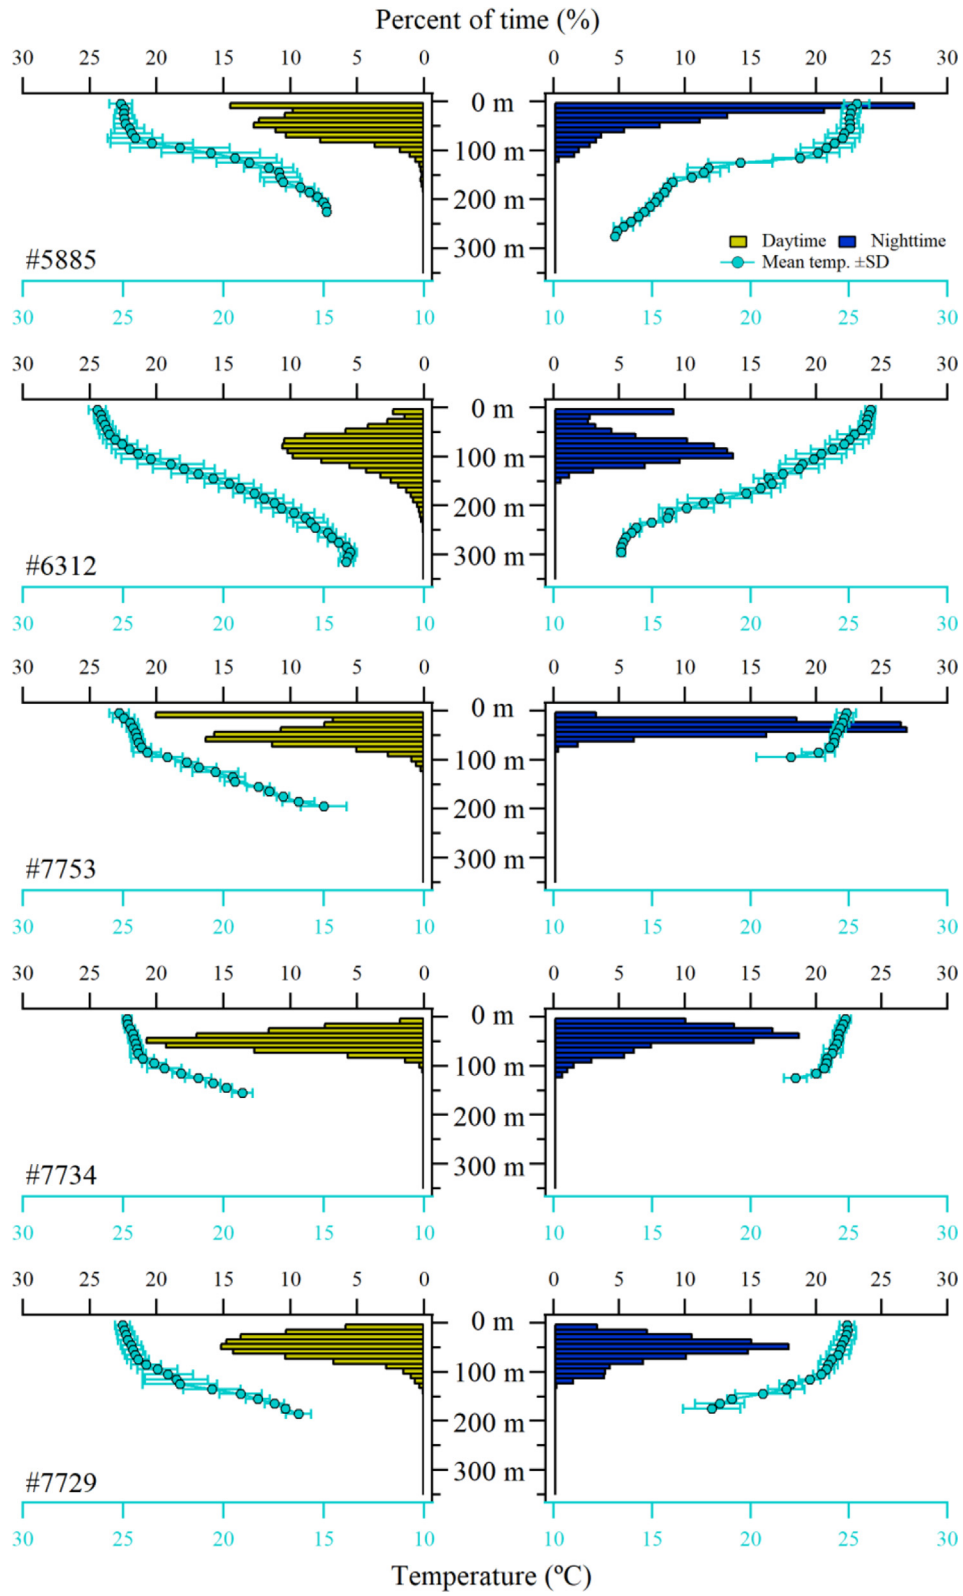 Percent of time (%)
30 25 20 15 10 5 0 0 5 10 15 20 25 30
0 m
100 m
200 m
300 m
Daytime Nighttime
Mean temp. ±SD
#5885
30 25 20 15 10 10 15 20 25 30
30 25 20 15 10 5 0 0 5 10 15 20 25 30
0 m
100 m
200 m
300 m
#6312
30 25 20 15 10 10 15 20 25 30
30 25 20 15 10 5 0 0 5 10 15 20 25 30
0 m
100 m
200 m
300 m
#7753
30 25 20 15 10 10 15 20 25 30
30 25 20 15 10 5 0 0 5 10 15 20 25 30
0 m
100 m
200 m
300 m
#7734
30 25 20 15 10 10 15 20 25 30
30 25 20 15 10 5 0 0 5 10 15 20 25 30
0 m
100 m
200 m
300 m
#7729
30 25 20 15 10 10 15 20 25 30
Temperature (ºC)